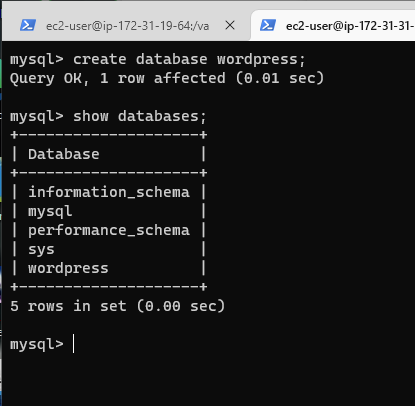 ec2-user@ip-172-31-19-64:/va
ec2-user@ip-172-31-31-
mysql> create database wordpress;
Query OK, 1 row affected (0.01 sec)
mysql> show databases;
+--------------------+
| Database           |
+--------------------+
| information_schema |
| mysql              |
| performance_schema |
| sys                |
| wordpress          |
+--------------------+
5 rows in set (0.00 sec)
mysql>